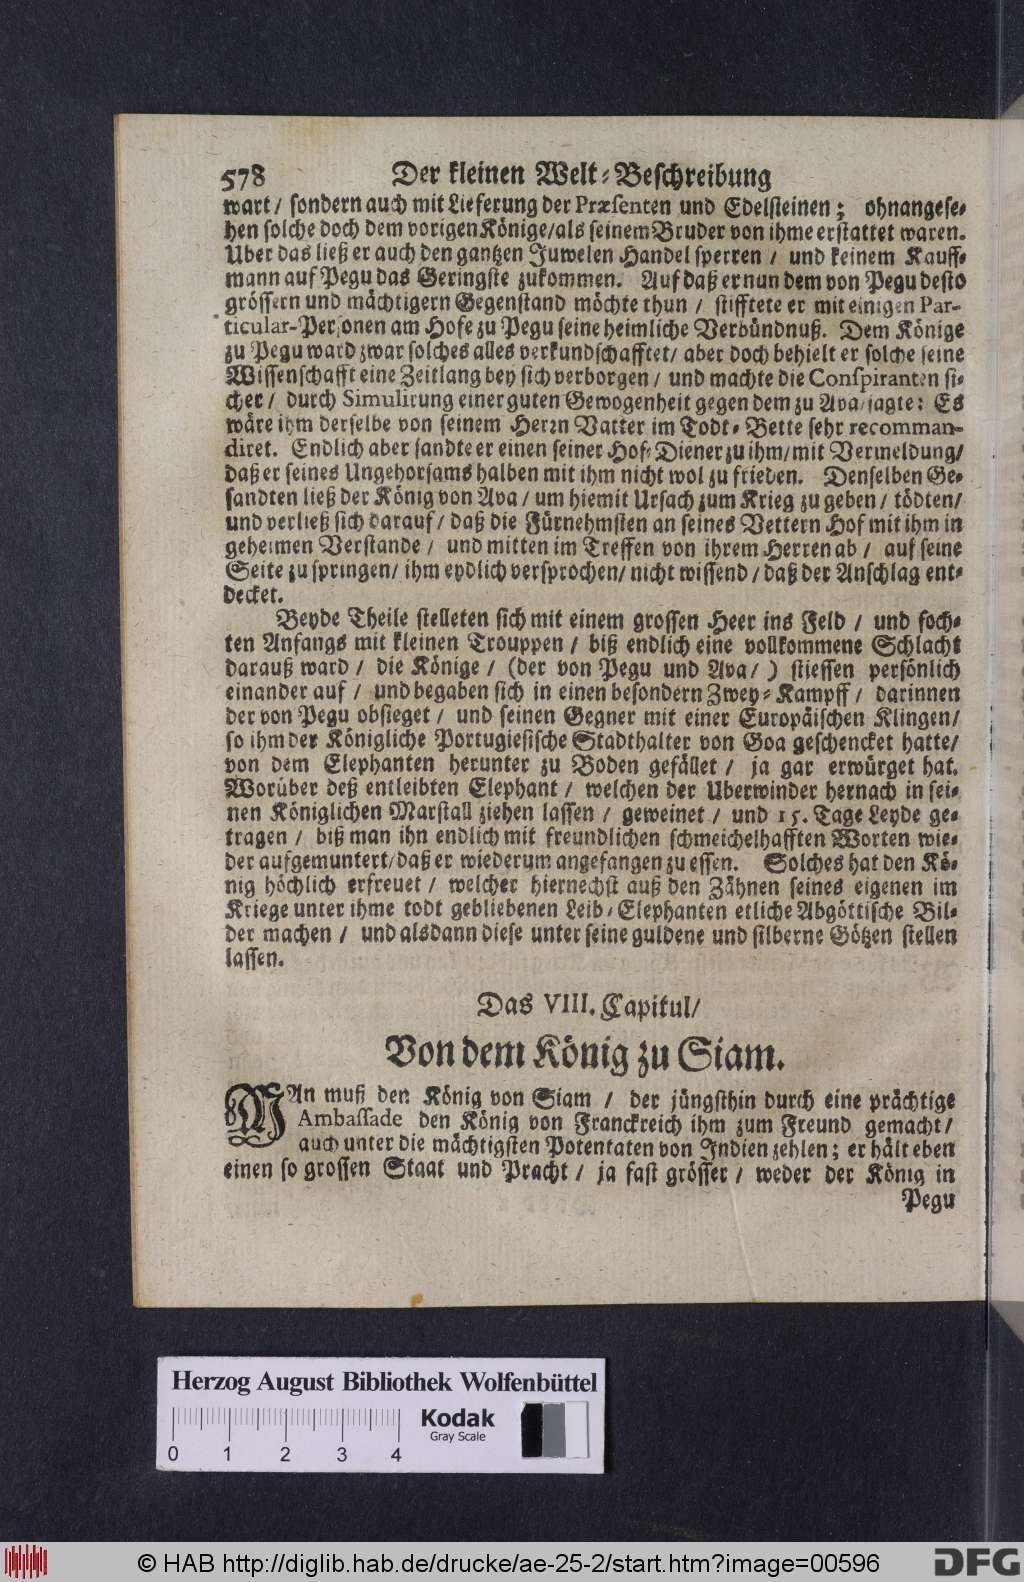 578 Der kleinen Welt-Beschreibung
wart / sondern auch mit Lieferung der Præsenten und Edelsteinen; ohnangese-
hen solche doch dem vorigen Könige/als seinem Bruder von ihme erstattet waren.
Uber das ließ er auch den gantzen Juwelen Handel sperren / und keinem Kauff-
mann auf Pegu das Geringste zukommen. Auf daß er nun dem von Pegu desto
grössern und mächtigern Gegenstand möchte thun / stifftete er mit einigen Par-
ticular-Personen am Hofe zu Pegu seine heimliche Verbündnuß. Dem Könige
zu Pegu ward zwar solches alles verkundschafftet/ aber doch behielt er solche seine
Wissenschafft eine Zeitlang bey sich verborgen / und machte die Conspiranten si-
cher / durch Simulirung einer guten Gewogenheit gegen dem zu Ava/sagte: Es
wäre ihm derselbe von seinem Herrn Vatter im Todt-Bette sehr recomman-
diret. Endlich aber sandte er einen seiner Hof-Diener zu ihm/mit Vermeldung/
daß er seines Ungehorsams halben mit ihm nicht wol zu frieden. Denselben Ge-
sandten ließ der König von Ava / um hiemit Ursach zum Krieg zu geben / tödten/
und verließ sich darauf / daß die Fürnehmsten an seines Vettern Hof mit ihm in
geheimen Verstande / und mitten im Treffen von ihrem Herren ab / auf seine
Seite zu springen/ ihm eydlich versprochen/ nicht wissend / daß der Anschlag ent-
decket.
Beyde Theile stelleten sich mit einem grossen Heer ins Feld / und foch-
ten Anfangs mit kleinen Trouppen / biß endlich eine vollkommene Schlacht
darauß ward / die Könige / (der von Pegu und Ava/ ) stiessen persönlich
einander auf / und begaben sich in einen besondern Zwey-Kampff / darinnen
der von Pegu obsieget / und seinen Gegner mit einer Europäischen Klingen/
so ihm der Königliche Portugiesische Stadthalter von Goa geschencket hatte/
von dem Elephanten herunter zu Boden gefället / ja gar erwürget hat.
Worüber deß entleibten Elephant / welchen der Uberwinder hernach in sei-
nen Königlichen Marstall ziehen lassen / geweinet / und 15. Tage Leyde ge-
tragen / biß man ihn endlich mit freundlichen schmeichelhafften Worten wie-
der aufgemuntert/daß er wiederum angefangen zu essen. Solches hat den Kö-
nig höchlich erfreuet / welcher hiernechst auß den Zähnen seines eigenen im
Kriege unter ihme todt gebliebenen Leib-Elephanten etliche Abgöttische Bil-
der machen / und alsdann diese unter seine guldene und silberne Götzen stellen
lassen.
Das VIII. Capitul/
Von dem König zu Siam.
MAn muß den König von Siam / der jüngsthin durch eine prächtige
Ambassade den König von Franckreich ihm zum Freund gemacht/
auch unter die mächtigsten Potentaten von Indien zehlen; er hält eben
einen so grossen Staat und Pracht / ja fast grösser / weder der König in
Pegu
Herzog August Bibliothek Wolfenbüttel
Kodak
Gray Scale
0 1 2 3 4
© HAB http://diglib.hab.de/drucke/ae-25-2/start.htm?image=00596
DFG